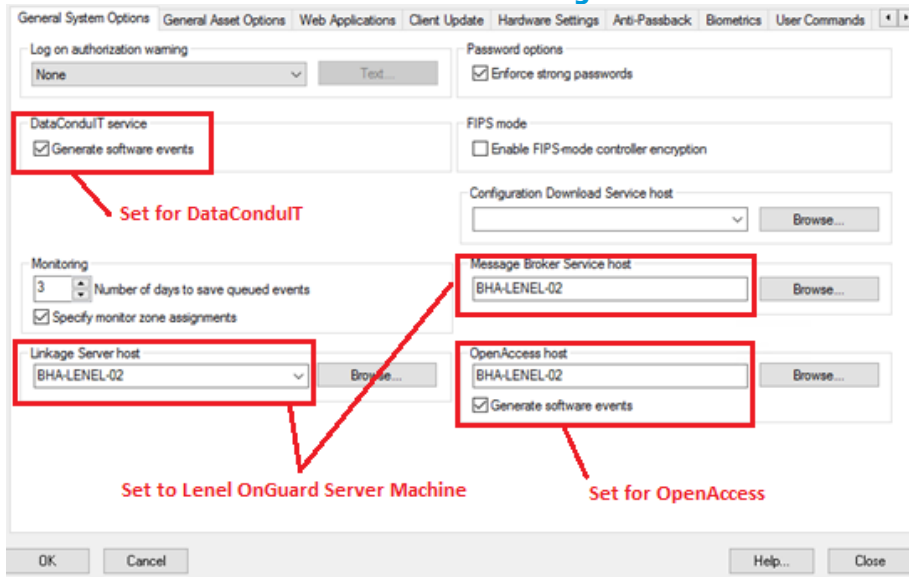 General System Options General Asset Options Web Applications Client Update Hardware Settings Anti-Passback Biometrics User Commands
Log on authorization warning
None
Text...
Password options
Enforce strong passwords
DataConduIT service
Generate software events
FIPS mode
Enable FIPS-mode controller encryption
Set for DataConduIT
Configuration Download Service host
Browse...
Monitoring
3 Number of days to save queued events
Specify monitor zone assignments
Message Broker Service host
BHA-LENEL-02
Browse...
Linkage Server host
BHA-LENEL-02
Browse...
OpenAccess host
BHA-LENEL-02
Browse...
Generate software events
Set to Lenel OnGuard Server Machine
Set for OpenAccess
OK Cancel Help... Close